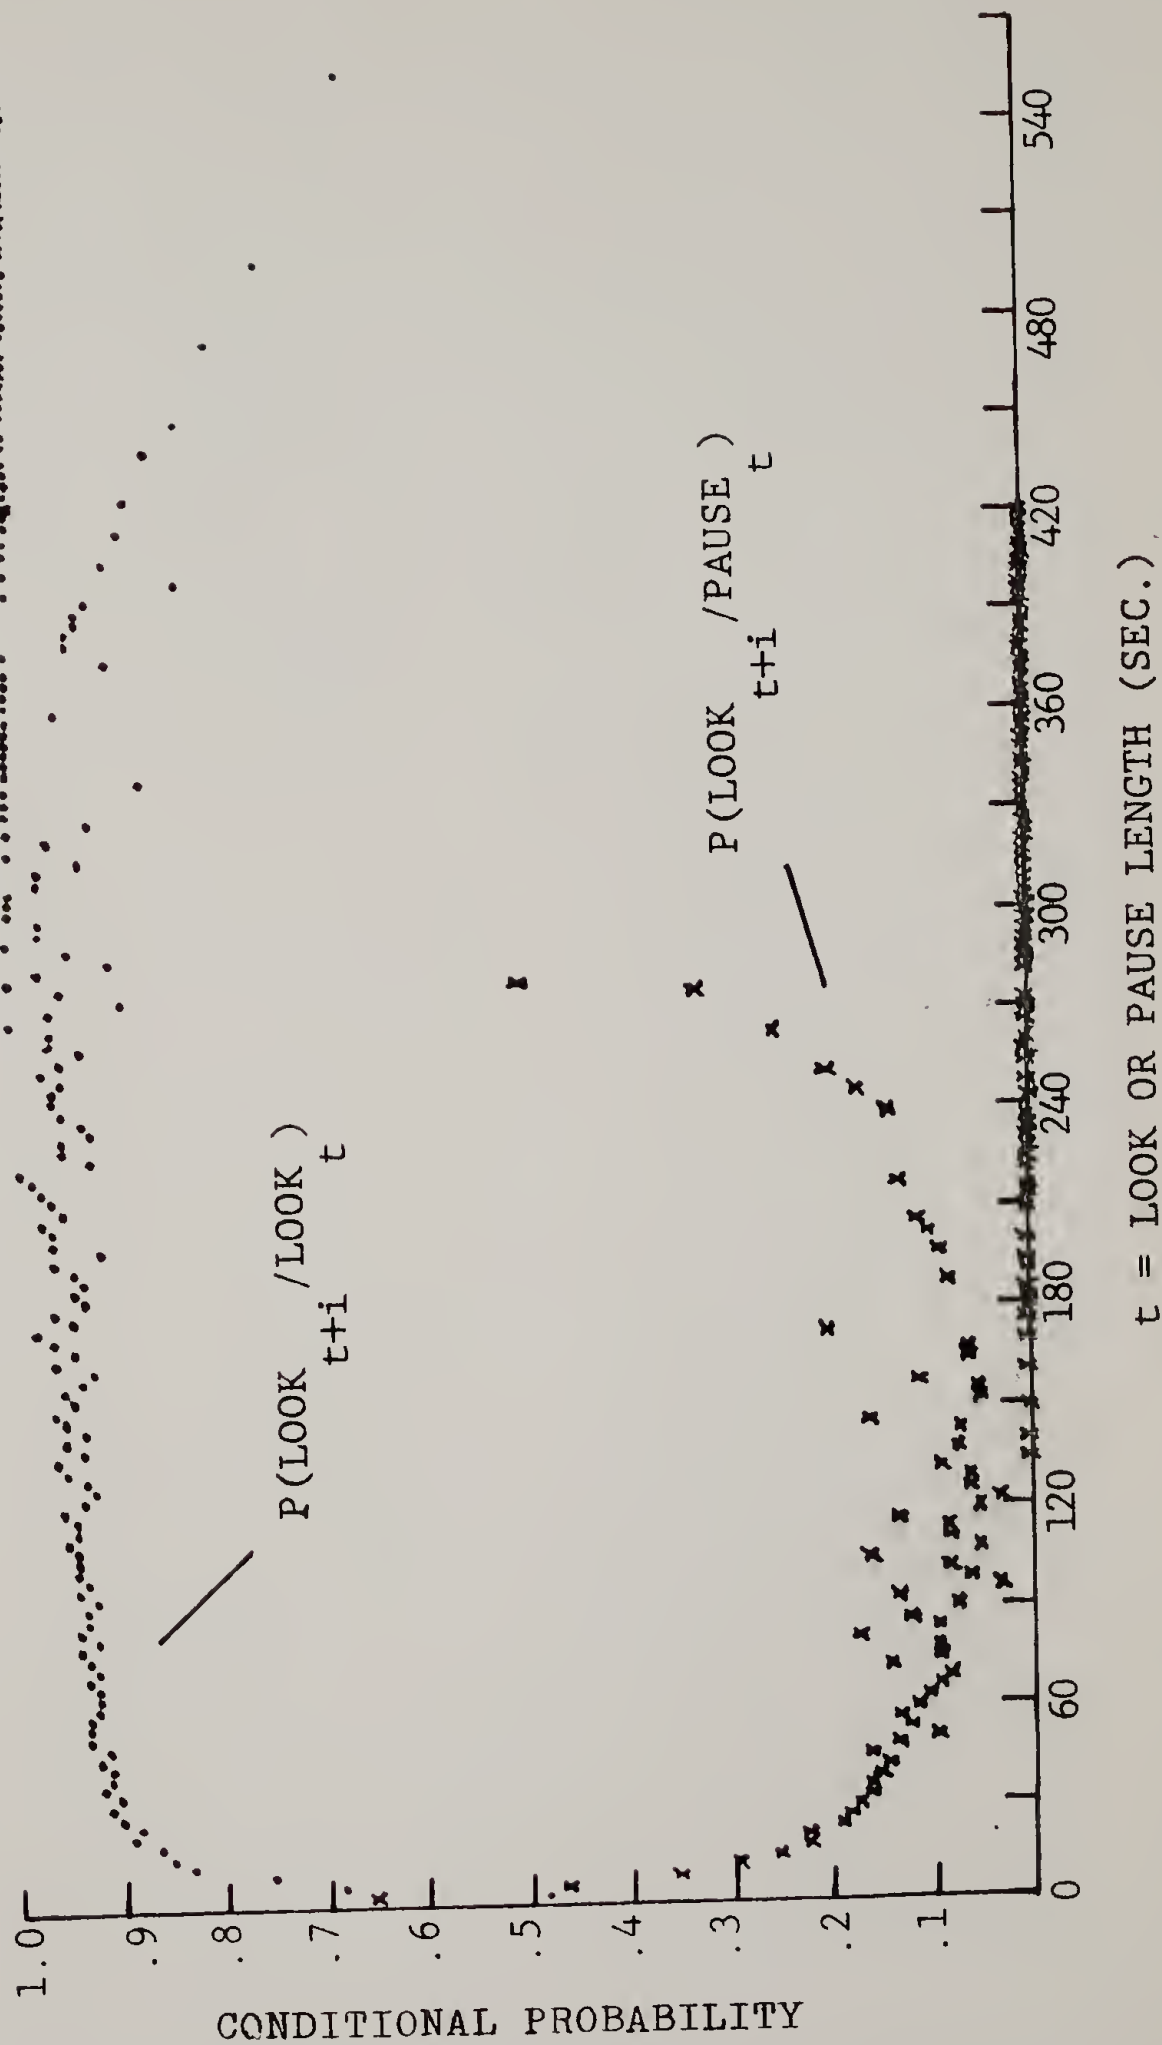 CONDITIONAL PROBABILITY
1.0
.9
.8
.7
.6
.5
.4
.3
.2
.1
P(LOOK t+i /LOOK t )
P(LOOK t+i /PAUSE t )
0 60 120 180 240 300 360 420 480 540
t = LOOK OR PAUSE LENGTH (SEC.)